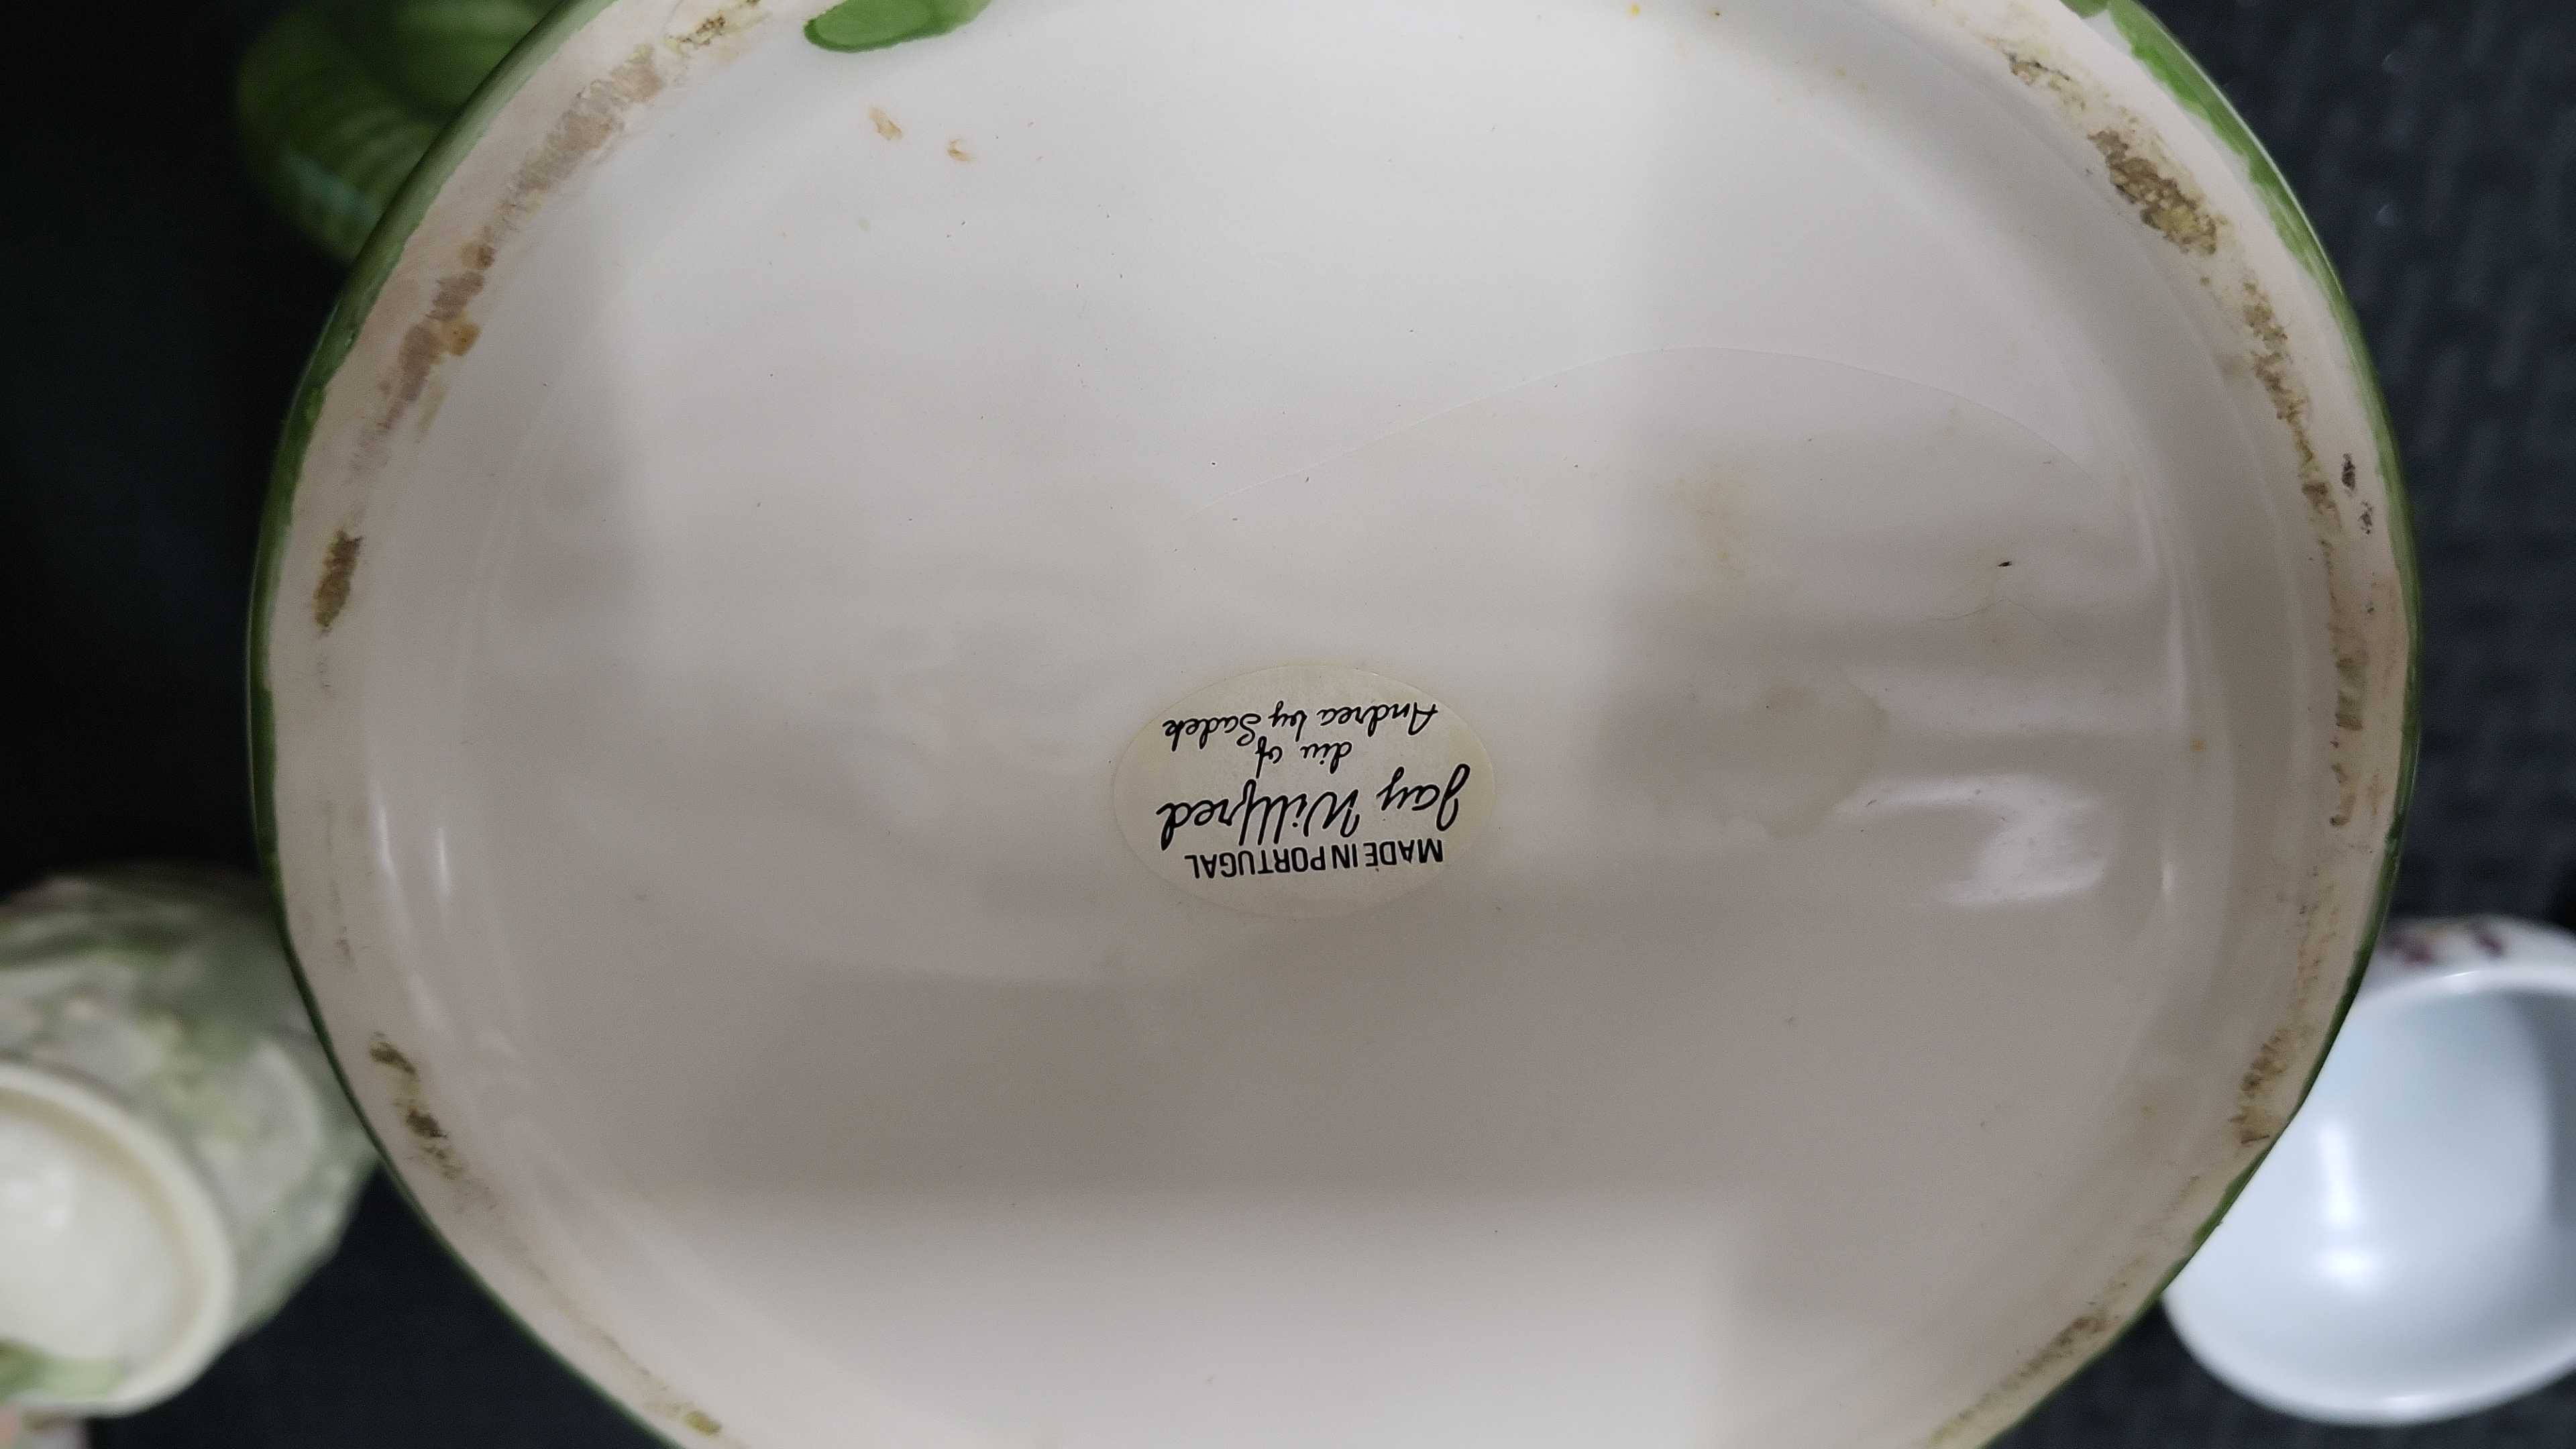 MADE IN PORTUGAL
Jay Willfred
div of
Andrea by Sadek